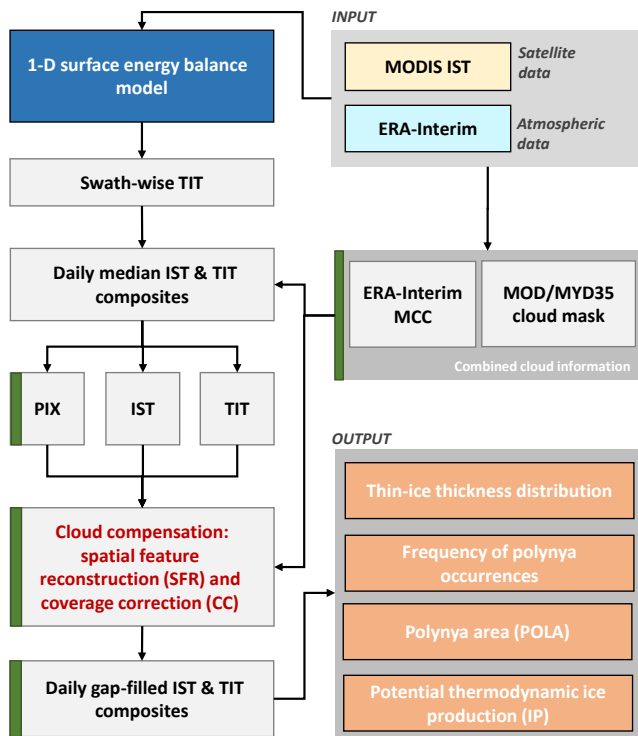 INPUT
1-D surface energy balance
model
MODIS IST
Satellite
data
ERA-Interim
Atmospheric
data
Swath-wise TIT
Daily median IST & TIT
composites
ERA-Interim
MCC
MOD/MYD35
cloud mask
Combined cloud information
PIX
IST
TIT
OUTPUT
Thin-ice thickness distribution
Cloud compensation:
spatial feature
reconstruction (SFR) and
coverage correction (CC)
Frequency of polynya
occurrences
Polynya area (POLA)
Daily gap-filled IST & TIT
composites
Potential thermodynamic ice
production (IP)